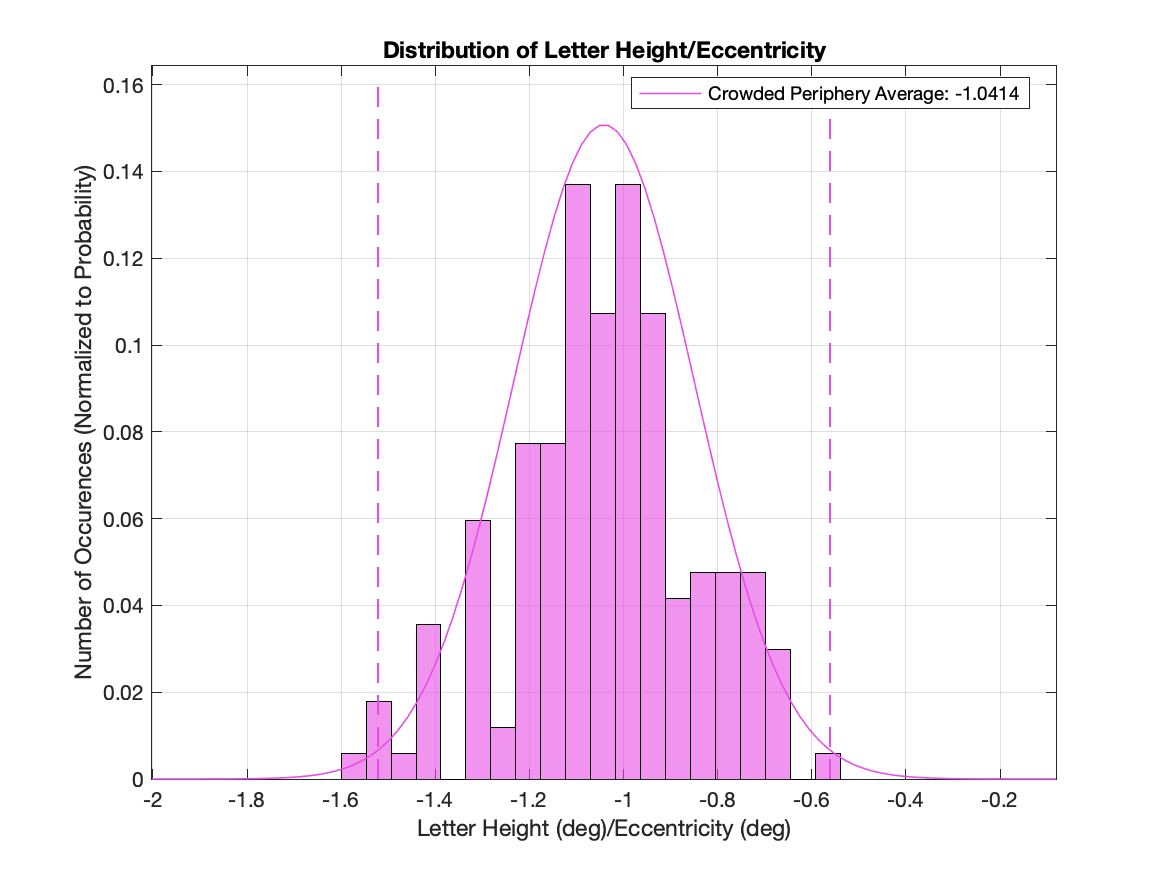 Distribution of Letter Height/Eccentricity
Crowded Periphery Average: -1.0414
Number of Occurences (Normalized to Probability)
0.16
0.14
0.12
0.1
0.08
0.06
0.04
0.02
0
-2 -1.8 -1.6 -1.4 -1.2 -1 -0.8 -0.6 -0.4 -0.2
Letter Height (deg)/Eccentricity (deg)